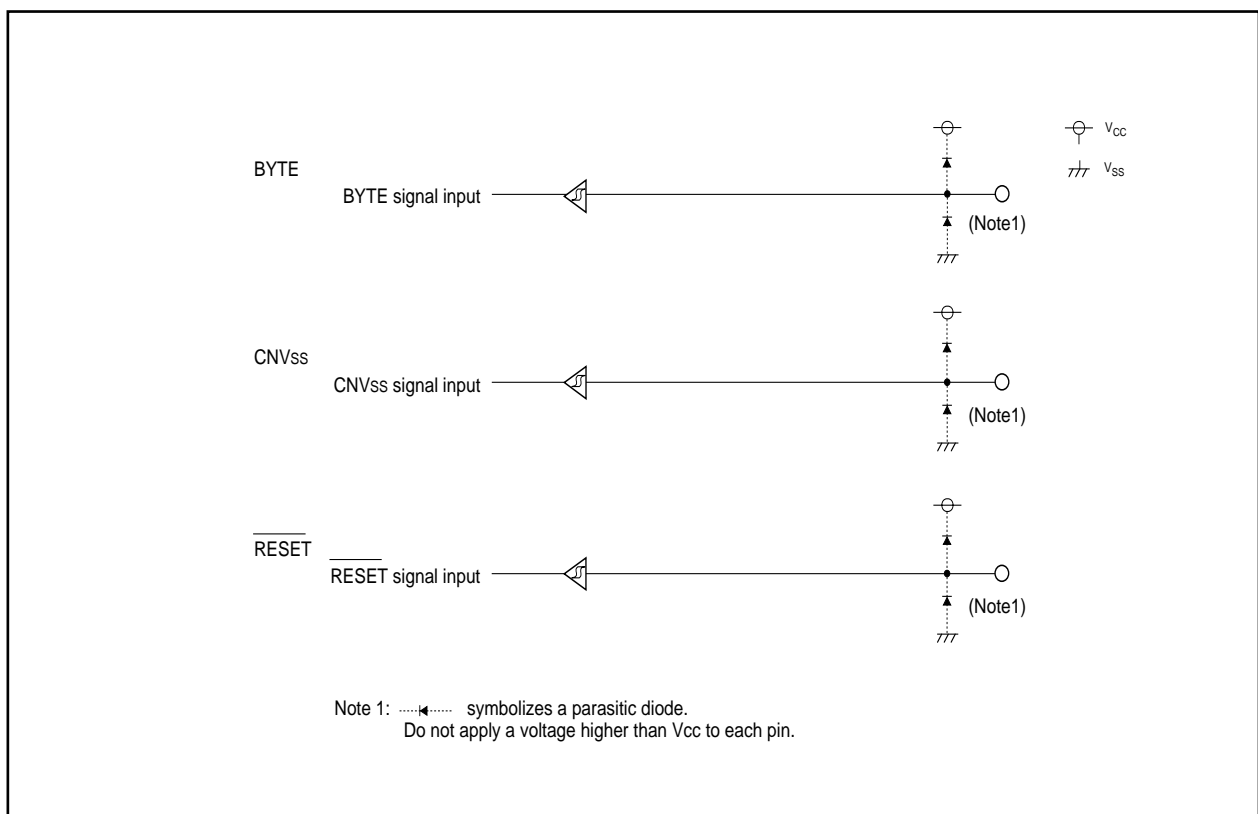 VCC
VSS
BYTE
BYTE signal input
(Note1)
CNVss
CNVss signal input
(Note1)
RESET
RESET signal input
(Note1)
Note 1: symbolizes a parasitic diode.
Do not apply a voltage higher than Vcc to each pin.